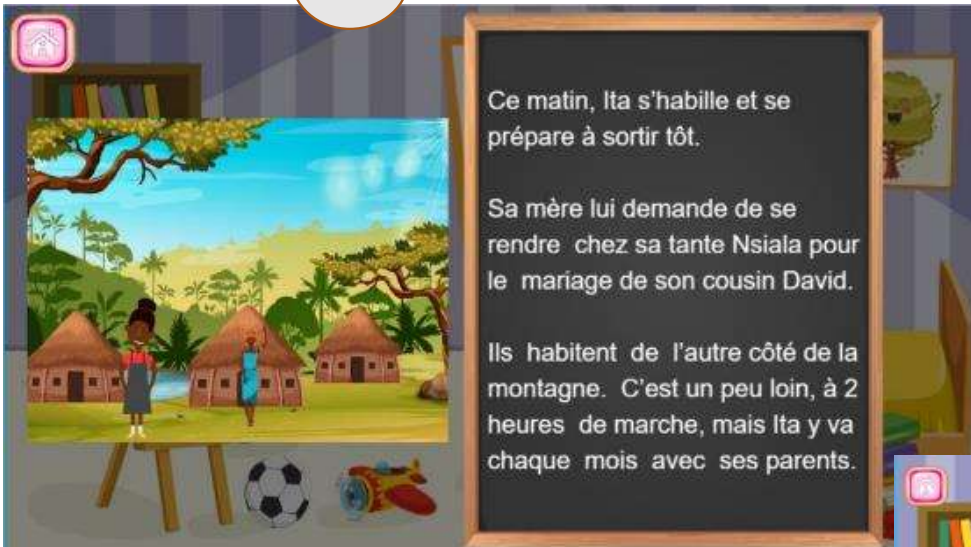 Ce matin, Ita s’habille et se
prépare à sortir tôt.
Sa mère lui demande de se
rendre chez sa tante Nsiala pour
le mariage de son cousin David.
Ils habitent de l’autre côté de la
montagne. C’est un peu loin, à 2
heures de marche, mais Ita y va
chaque mois avec ses parents.